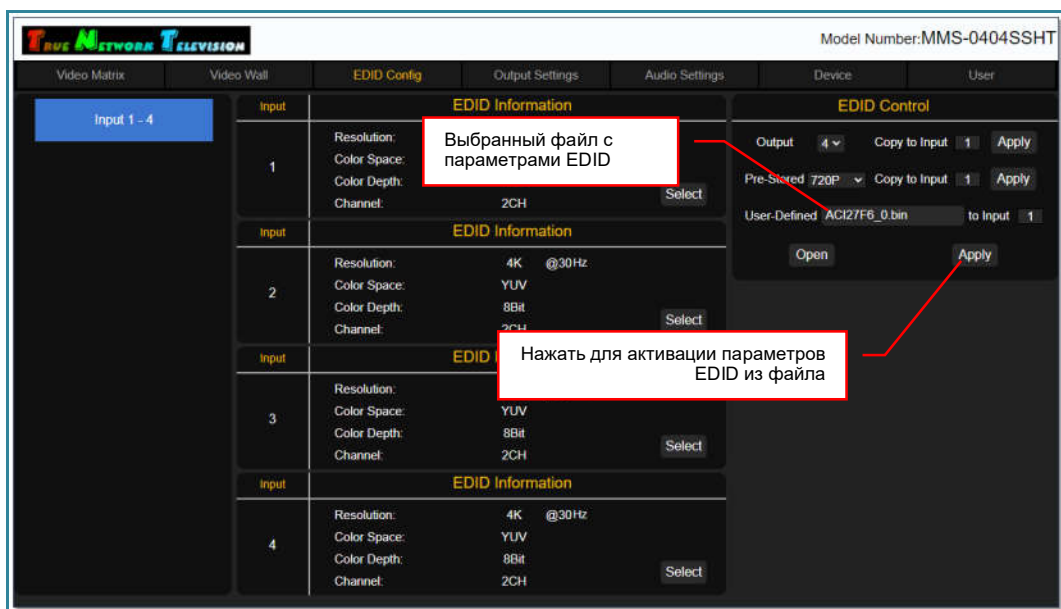 TRUE NETWORK TELEVISION
Model Number:MMS-0404SSHT
Video Matrix Video Wall EDID Config Output Settings Audio Settings Device User
Input 1 - 4
Input EDID Information
1
Resolution:
Color Space:
Color Depth:
Channel: 2CH
Select
Выбранный файл с
параметрами EDID
Input EDID Information
2
Resolution: 4K @30Hz
Color Space: YUV
Color Depth: 8Bit
Channel: 2CH
Select
Input EDID
3
Resolution:
Color Space: YUV
Color Depth: 8Bit
Channel: 2CH
Select
Нажать для активации параметров
EDID из файла
Input EDID Information
4
Resolution: 4K @30Hz
Color Space: YUV
Color Depth: 8Bit
Channel: 2CH
Select
EDID Control
Output 4 Copy to Input 1 Apply
Pre-Stored 720P Copy to Input 1 Apply
User-Defined ACI27F6_0.bin to Input 1
Open Apply